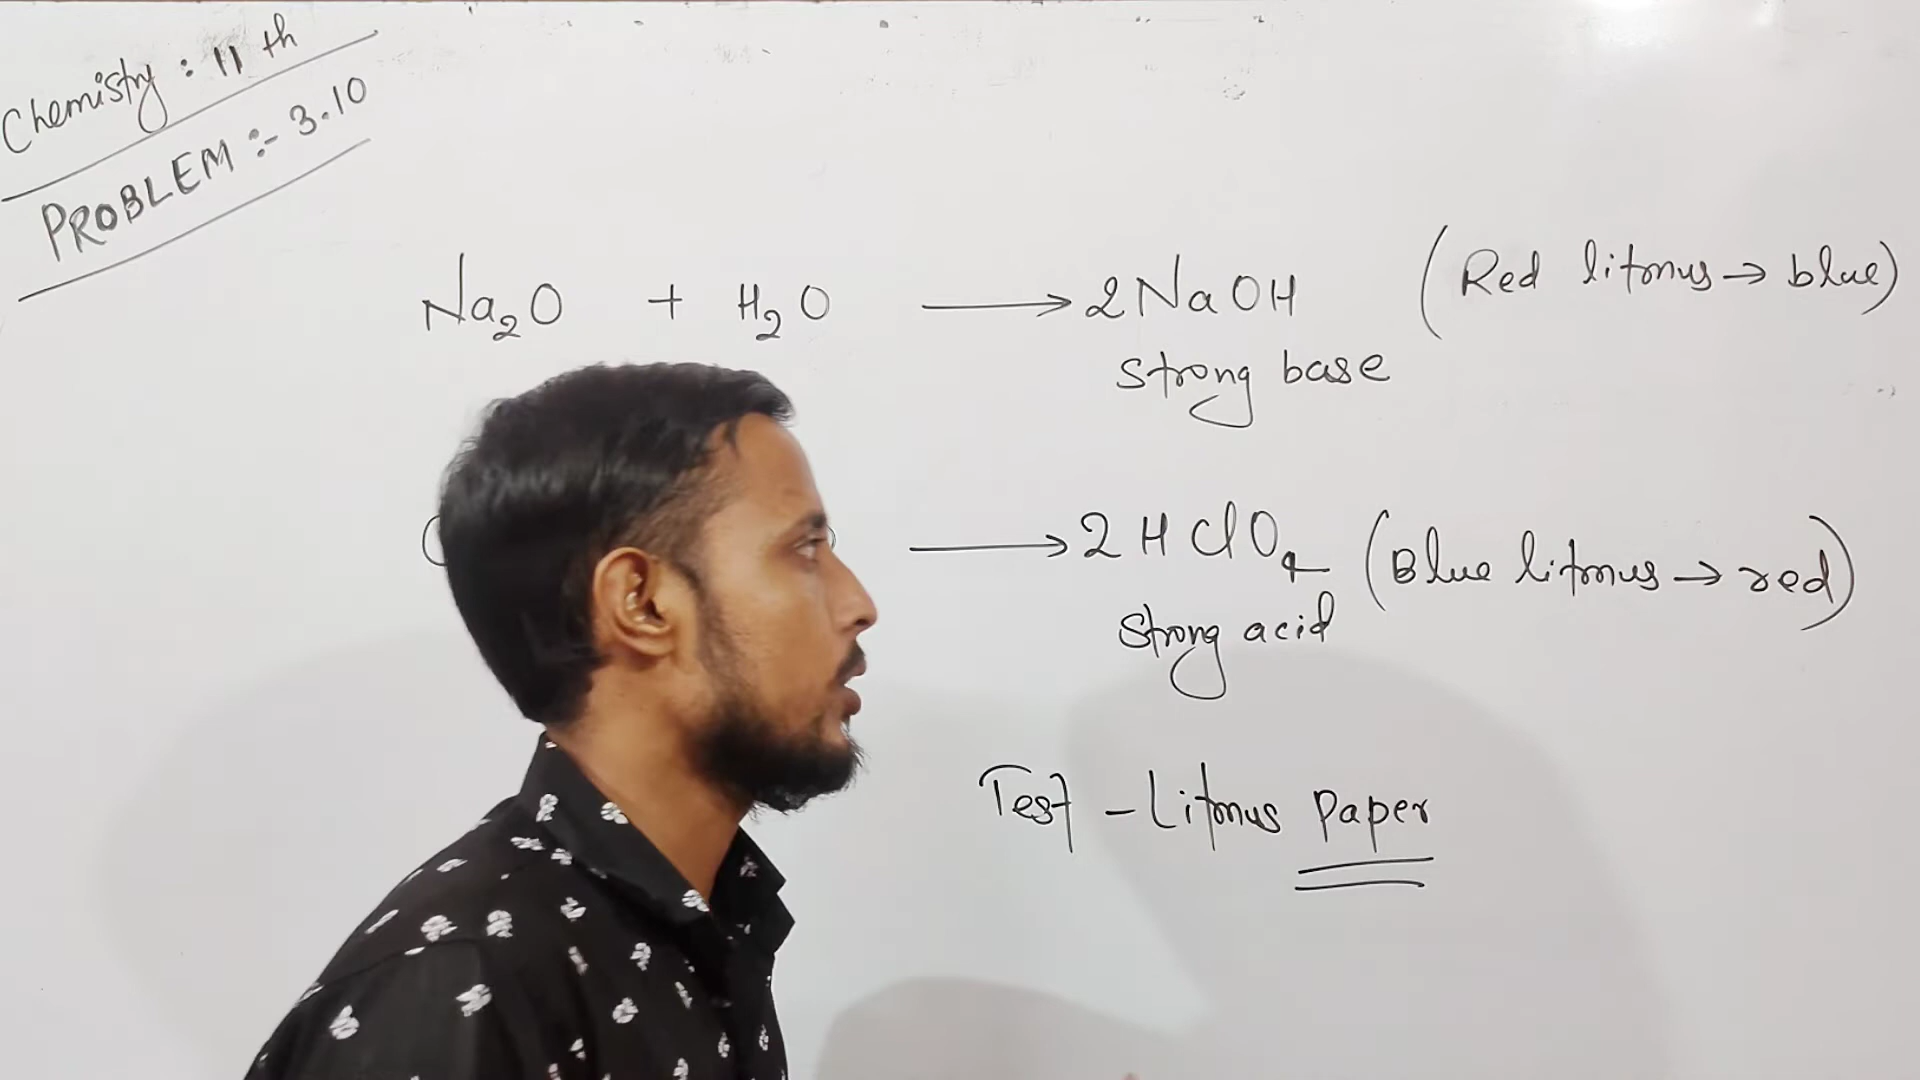 Chemistry : 11 th
PROBLEM :- 3.10
Na₂O + H₂O ⟶ 2NaOH (Red litmus → blue)
strong base
⟶ 2HClO₄ (Blue litmus → red)
strong acid
Test - Litmus Paper